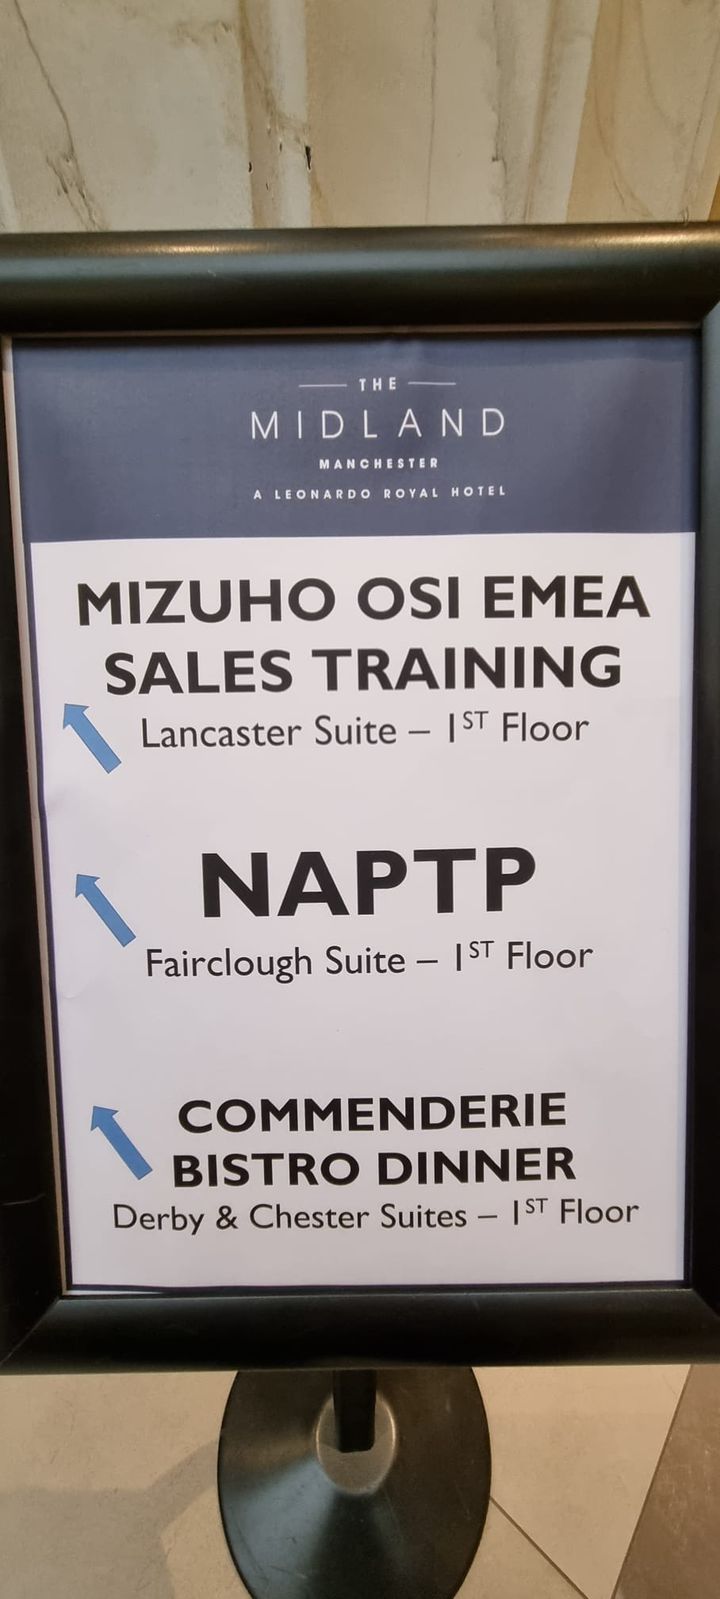 THE
MIDLAND
MANCHESTER
A LEONARDO ROYAL HOTEL
MIZUHO OSI EMEA
SALES TRAINING
Lancaster Suite – 1ST Floor
NAPTP
Fairclough Suite – 1ST Floor
COMMENDERIE
BISTRO DINNER
Derby & Chester Suites – 1ST Floor